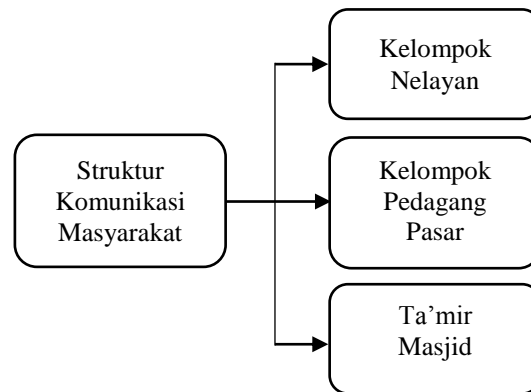 Kelompok
Nelayan
Struktur
Komunikasi
Masyarakat
Kelompok
Pedagang
Pasar
Ta’mir
Masjid